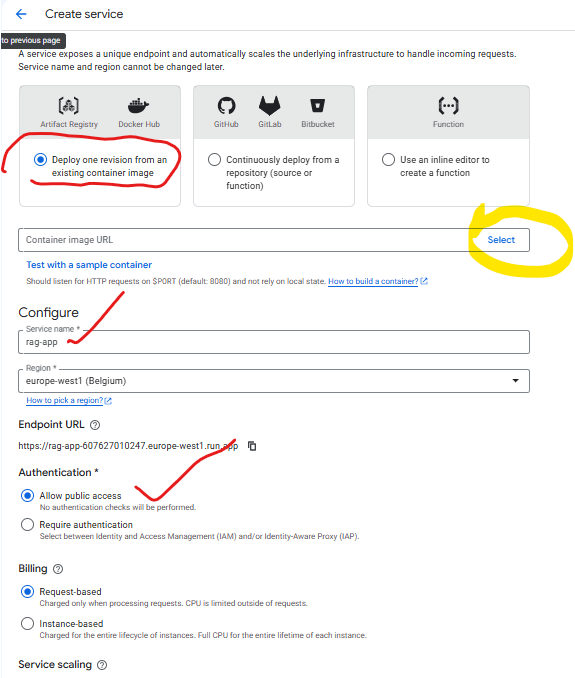 Create service
to previous page
A service exposes a unique endpoint and automatically scales the underlying infrastructure to handle incoming requests.
Service name and region cannot be changed later.
Artifact Registry
Docker Hub
Deploy one revision from an
existing container image
GitHub
GitLab
Bitbucket
Continuously deploy from a
repository (source or
function)
Function
Use an inline editor to
create a function
Container image URL
Select
Test with a sample container
Should listen for HTTP requests on $PORT (default: 8080) and not rely on local state. How to build a container?
Configure
Service name *
rag-app
Region *
europe-west1 (Belgium)
How to pick a region?
Endpoint URL
https://rag-app-607627010247.europe-west1.run.app
Authentication *
Allow public access
No authentication checks will be performed.
Require authentication
Select between Identity and Access Management (IAM) and/or Identity-Aware Proxy (IAP).
Billing
Request-based
Charged only when processing requests. CPU is limited outside of requests.
Instance-based
Charged for the entire lifecycle of instances. Full CPU for the entire lifetime of each instance.
Service scaling